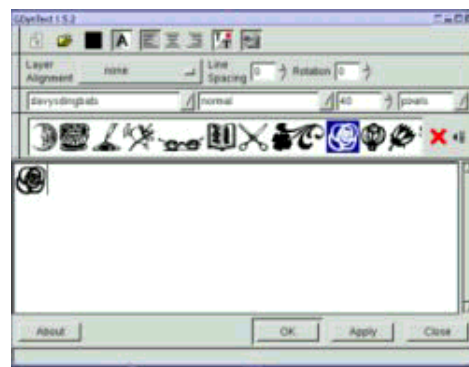 GDynText 1.5.2
A T
Layer Alignment none Line Spacing 0 Rotation 0
davysdingbats normal 40 pixels
About OK Apply Close